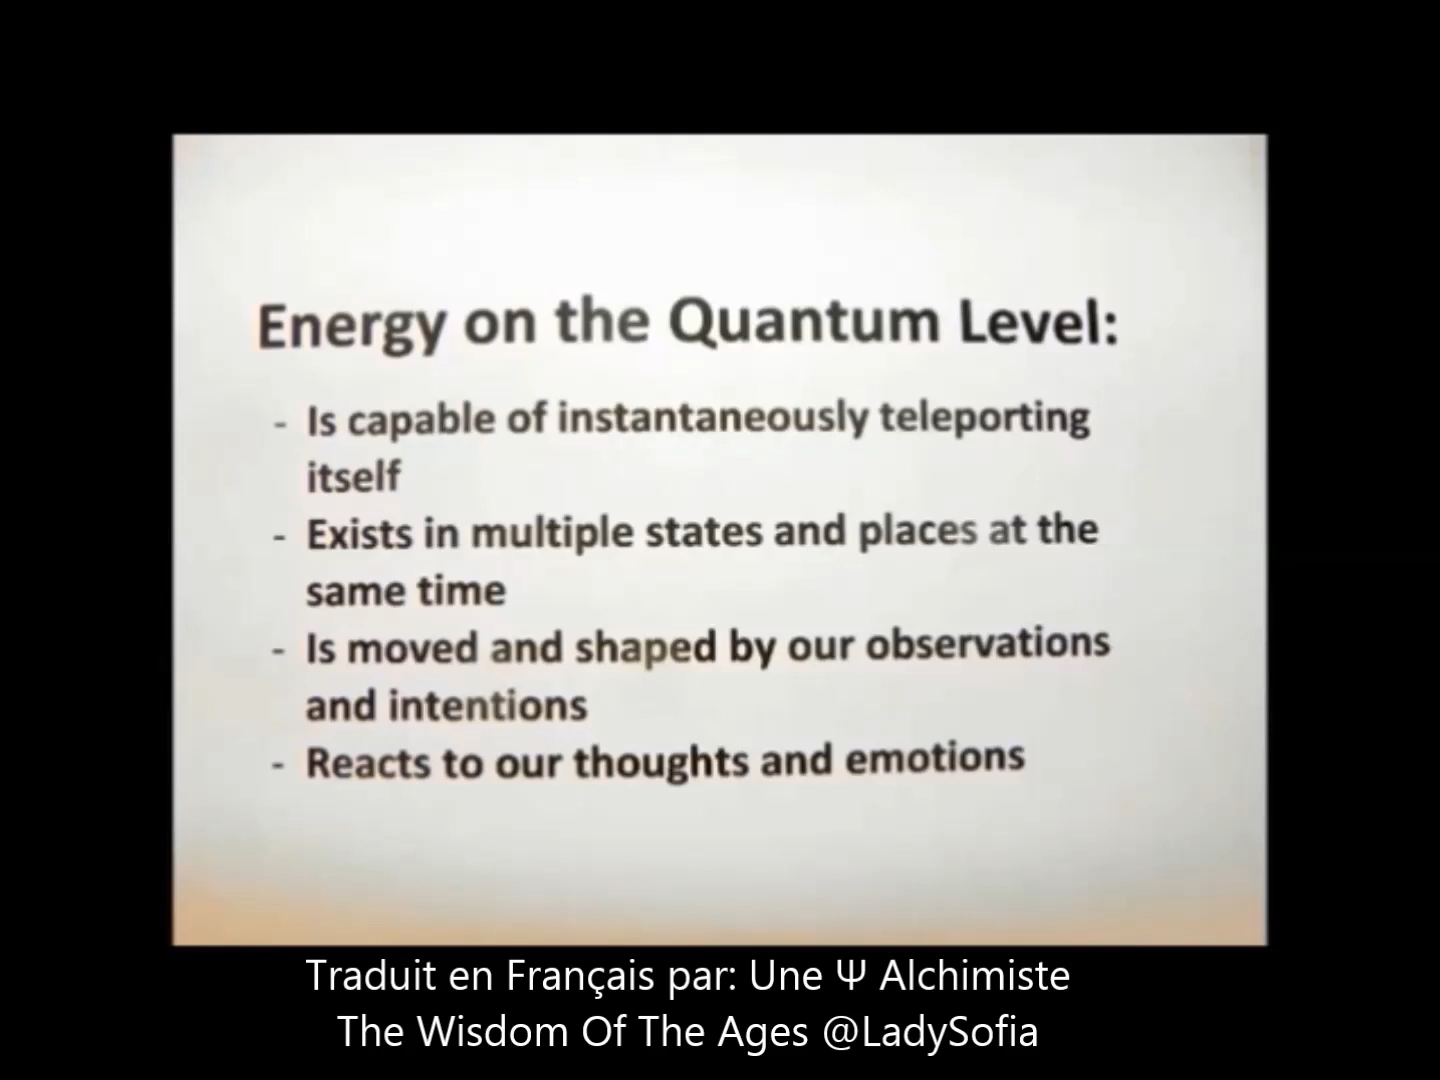 Energy on the Quantum Level:
- Is capable of instantaneously teleporting
itself
- Exists in multiple states and places at the
same time
- Is moved and shaped by our observations
and intentions
- Reacts to our thoughts and emotions
Traduit en Français par: Une Ψ Alchimiste
The Wisdom Of The Ages @LadySofia